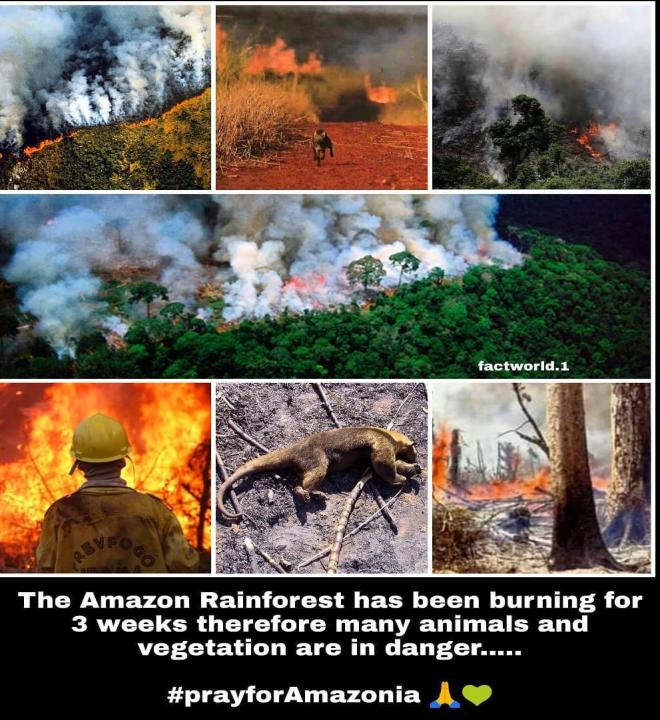 factworld.1
PREVFOGO
The Amazon Rainforest has been burning for
3 weeks therefore many animals and
vegetation are in danger.....
#prayforAmazonia 🙏💚